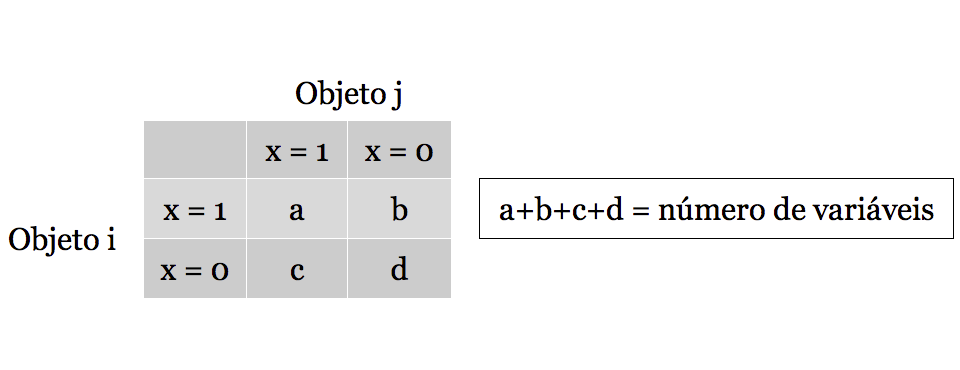 Objeto j
x = 1 x = 0
x = 1 a b
a+b+c+d = número de variáveis
Objeto i
x = 0 c d